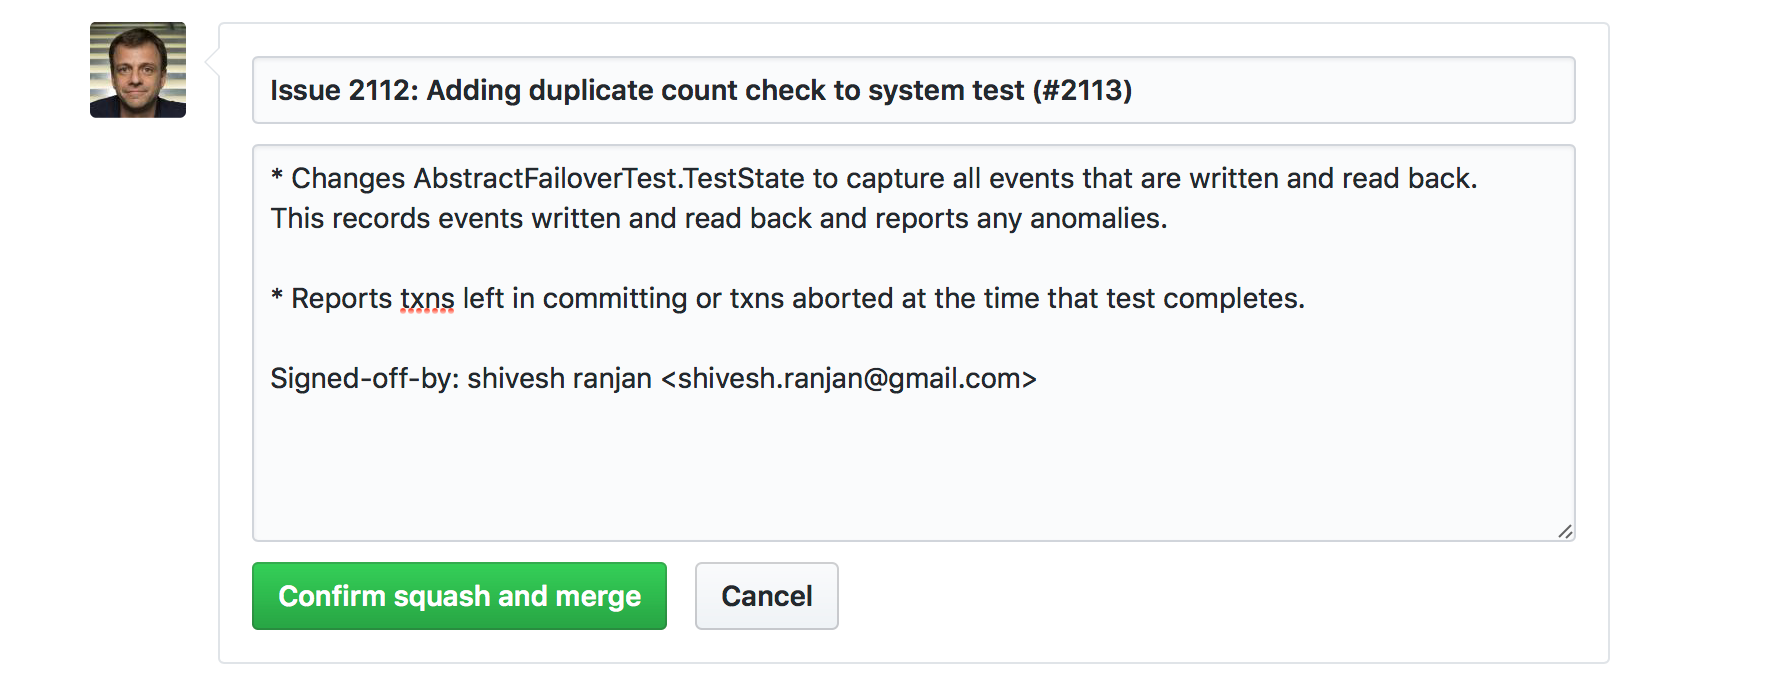 Issue 2112: Adding duplicate count check to system test (#2113)
* Changes AbstractFailoverTest.TestState to capture all events that are written and read back.
This records events written and read back and reports any anomalies.
* Reports txns left in committing or txns aborted at the time that test completes.
Signed-off-by: shivesh ranjan <shivesh.ranjan@gmail.com>
Confirm squash and merge
Cancel